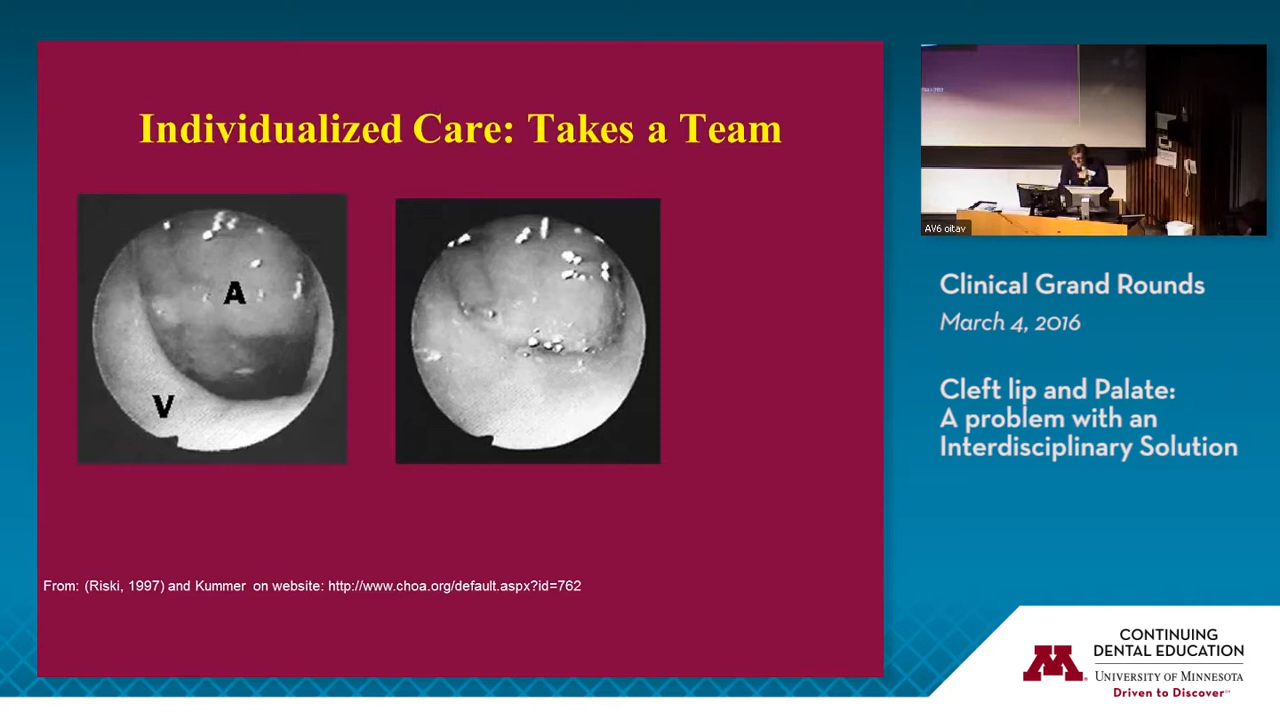 Individualized Care: Takes a Team
A
V
From: (Riski, 1997) and Kummer on website: http://www.choa.org/default.aspx?id=762
AV6 oitav
Clinical Grand Rounds
March 4, 2016
Cleft lip and Palate:
A problem with an
Interdisciplinary Solution
M
CONTINUING
DENTAL EDUCATION
UNIVERSITY OF MINNESOTA
Driven to Discover℠